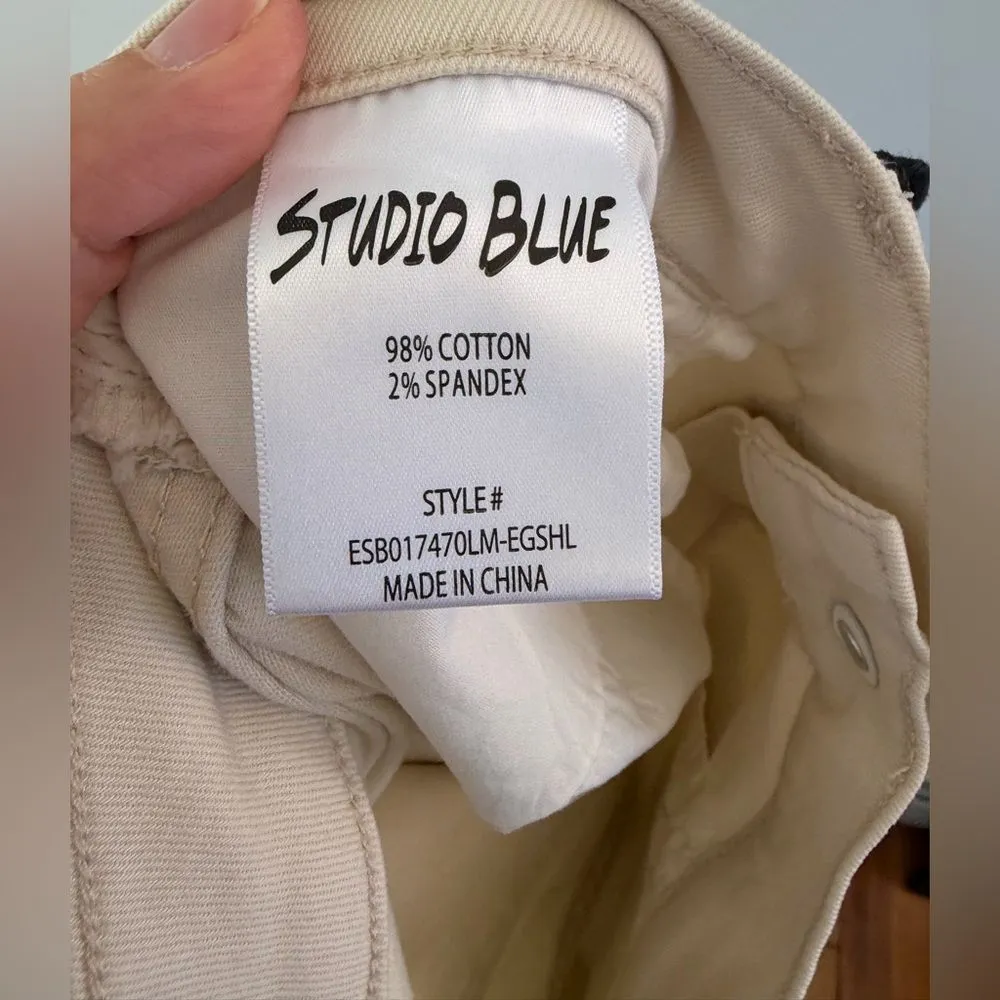 STUDIO BLUE
98% COTTON
2% SPANDEX
STYLE#
ESB017470LM-EGSHL
MADE IN CHINA